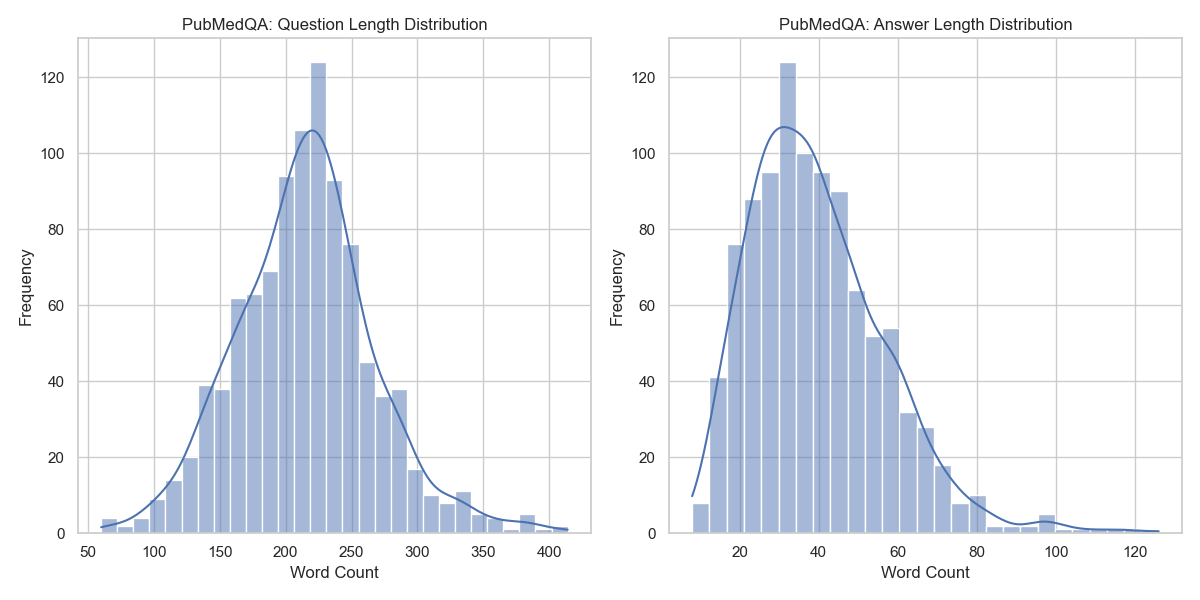 PubMedQA: Question Length Distribution
Frequency
120
100
80
60
40
20
0
50 100 150 200 250 300 350 400
Word Count
PubMedQA: Answer Length Distribution
Frequency
120
100
80
60
40
20
0
20 40 60 80 100 120
Word Count